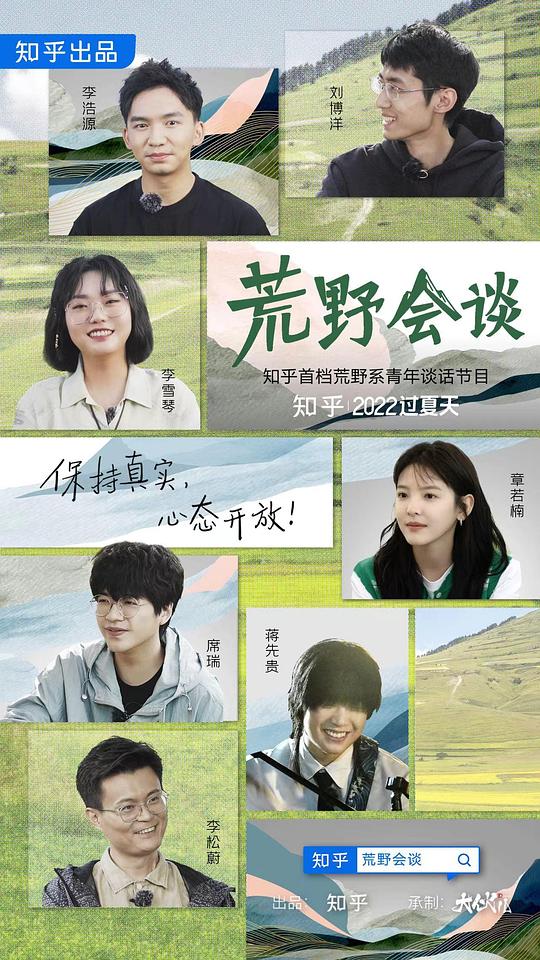 知乎出品
李浩源
刘博洋
李雪琴
荒野会谈
知乎首档荒野系青年谈话节目
知乎 2022过夏天
保持真实,
心态开放!
章若楠
席瑞
蒋先贵
李松蔚
知乎 荒野会谈
出品: 知乎 承制: 大伙儿